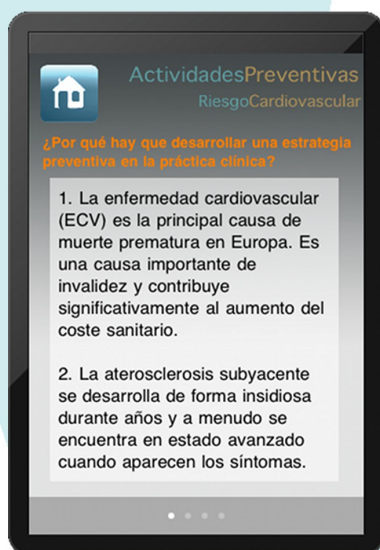 ActividadesPreventivas
RiesgoCardiovascular
¿Por qué hay que desarrollar una estrategia
preventiva en la práctica clínica?
1. La enfermedad cardiovascular
(ECV) es la principal causa de
muerte prematura en Europa. Es
una causa importante de
invalidez y contribuye
significativamente al aumento del
coste sanitario.
2. La aterosclerosis subyacente
se desarrolla de forma insidiosa
durante años y a menudo se
encuentra en estado avanzado
cuando aparecen los síntomas.